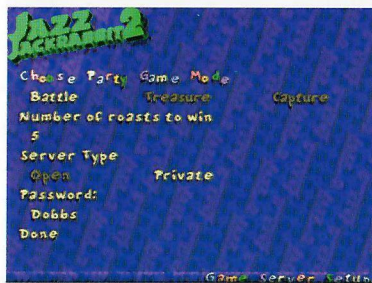 JAZZ
JACKRABBIT 2
Choose Party Game Mode
Battle Treasure Capture
Number of roasts to win
5
Server Type
Open Private
Password:
Dobbs
Done
Game Server Setup